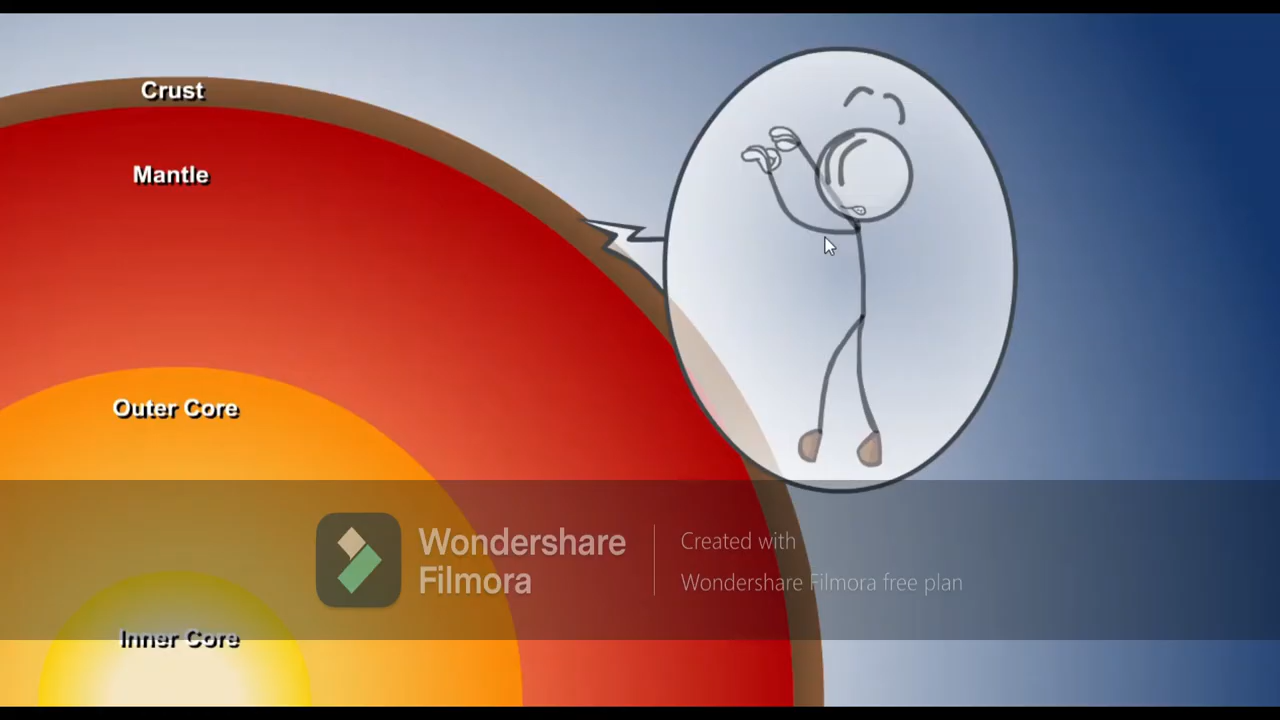 Crust
Mantle
Outer Core
Wondershare
Filmora
Created with
Wondershare Filmora free plan
Inner Core